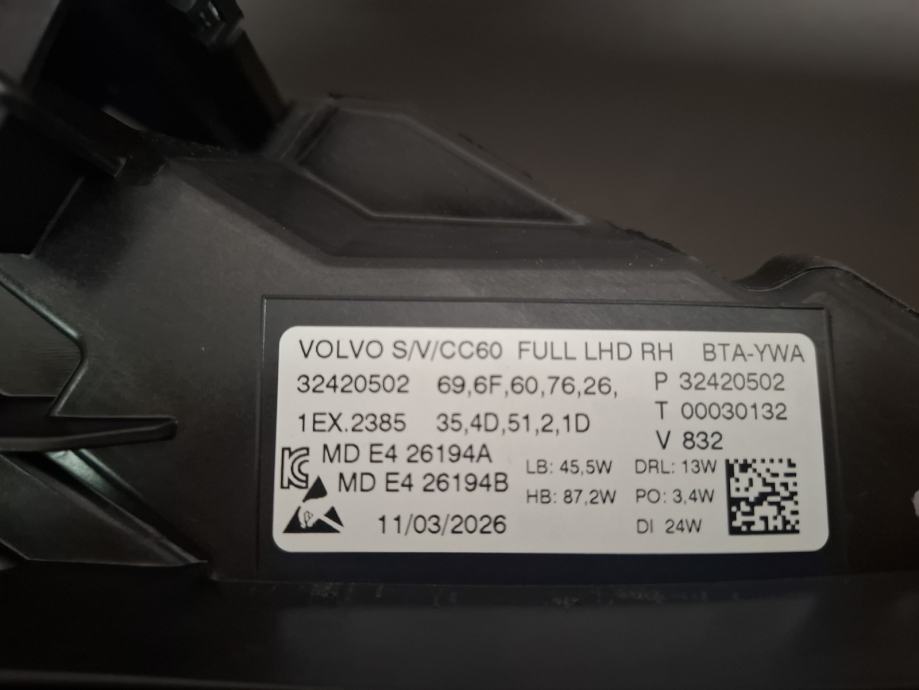 VOLVO S/V/CC60 FULL LHD RH BTA-YWA
32420502 69,6F,60,76,26, P 32420502
1EX.2385 35,4D,51,2,1D T 00030132
V 832
MD E4 26194A LB: 45,5W DRL: 13W
MD E4 26194B HB: 87,2W PO: 3,4W
11/03/2026 DI 24W